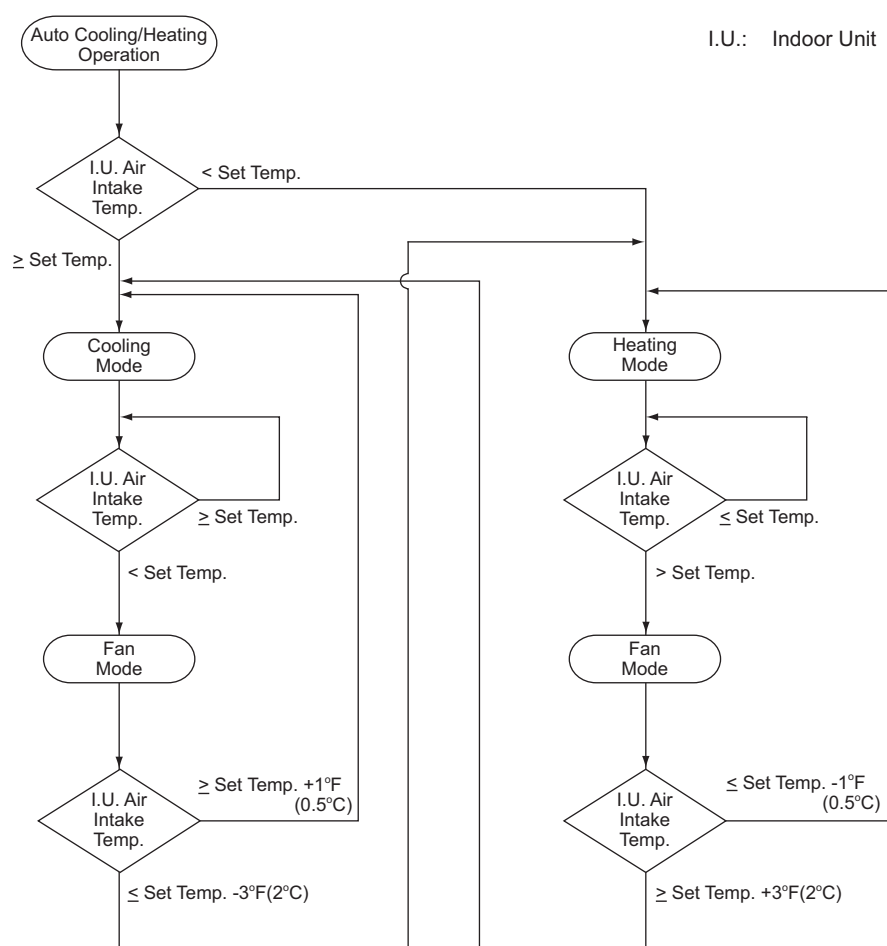 Auto Cooling/Heating
Operation
I.U.: Indoor Unit
I.U. Air
Intake
Temp.
< Set Temp.
≥ Set Temp.
Cooling
Mode
I.U. Air
Intake
Temp.
≥ Set Temp.
< Set Temp.
Fan
Mode
I.U. Air
Intake
Temp.
≥ Set Temp. +1°F
(0.5°C)
≤ Set Temp. -3°F(2°C)
Heating
Mode
I.U. Air
Intake
Temp.
≤ Set Temp.
> Set Temp.
Fan
Mode
I.U. Air
Intake
Temp.
≤ Set Temp. -1°F
(0.5°C)
≥ Set Temp. +3°F(2°C)